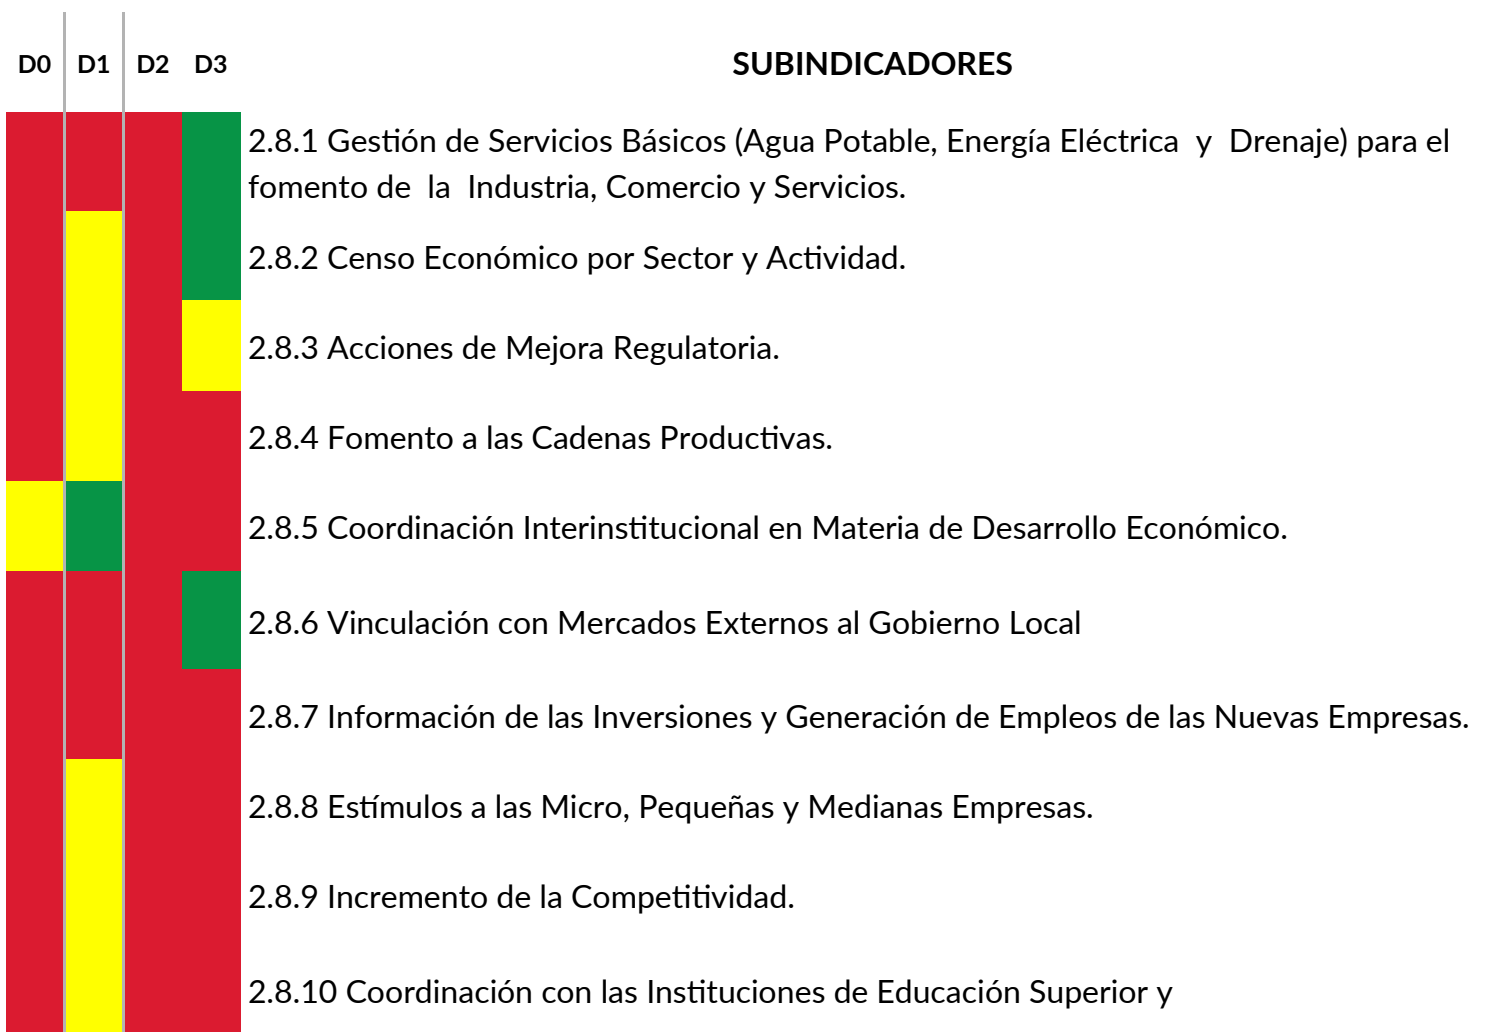 D0 D1 D2 D3 SUBINDICADORES
2.8.1 Gestión de Servicios Básicos (Agua Potable, Energía Eléctrica y Drenaje) para el
fomento de la Industria, Comercio y Servicios.
2.8.2 Censo Económico por Sector y Actividad.
2.8.3 Acciones de Mejora Regulatoria.
2.8.4 Fomento a las Cadenas Productivas.
2.8.5 Coordinación Interinstitucional en Materia de Desarrollo Económico.
2.8.6 Vinculación con Mercados Externos al Gobierno Local
2.8.7 Información de las Inversiones y Generación de Empleos de las Nuevas Empresas.
2.8.8 Estímulos a las Micro, Pequeñas y Medianas Empresas.
2.8.9 Incremento de la Competitividad.
2.8.10 Coordinación con las Instituciones de Educación Superior y